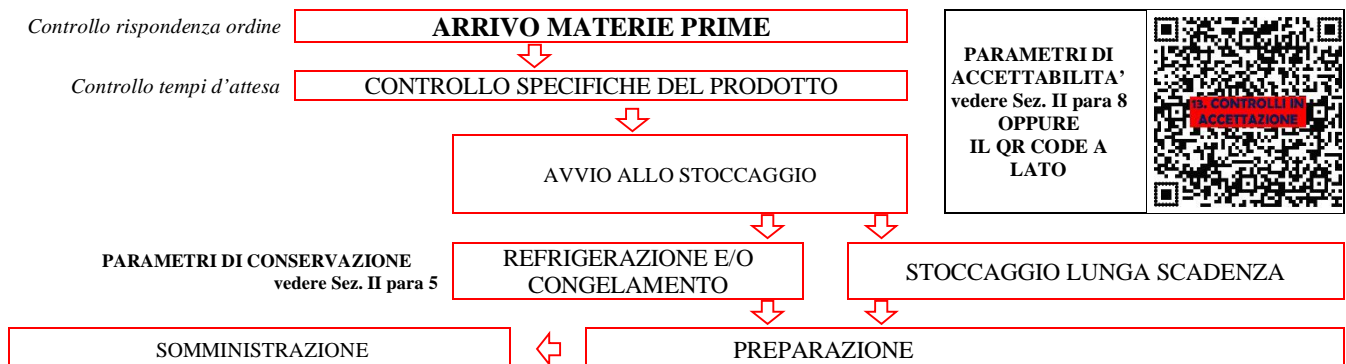 Controllo rispondenza ordine
ARRIVO MATERIE PRIME
Controllo tempi d'attesa
CONTROLLO SPECIFICHE DEL PRODOTTO
PARAMETRI DI
ACCETTABILITA'
vedere Sez. II para 8
OPPURE
IL QR CODE A
LATO
13. CONTROLLI IN
ACCETTAZIONE
AVVIO ALLO STOCCAGGIO
PARAMETRI DI CONSERVAZIONE
vedere Sez. II para 5
REFRIGERAZIONE E/O
CONGELAMENTO
STOCCAGGIO LUNGA SCADENZA
SOMMINISTRAZIONE
PREPARAZIONE